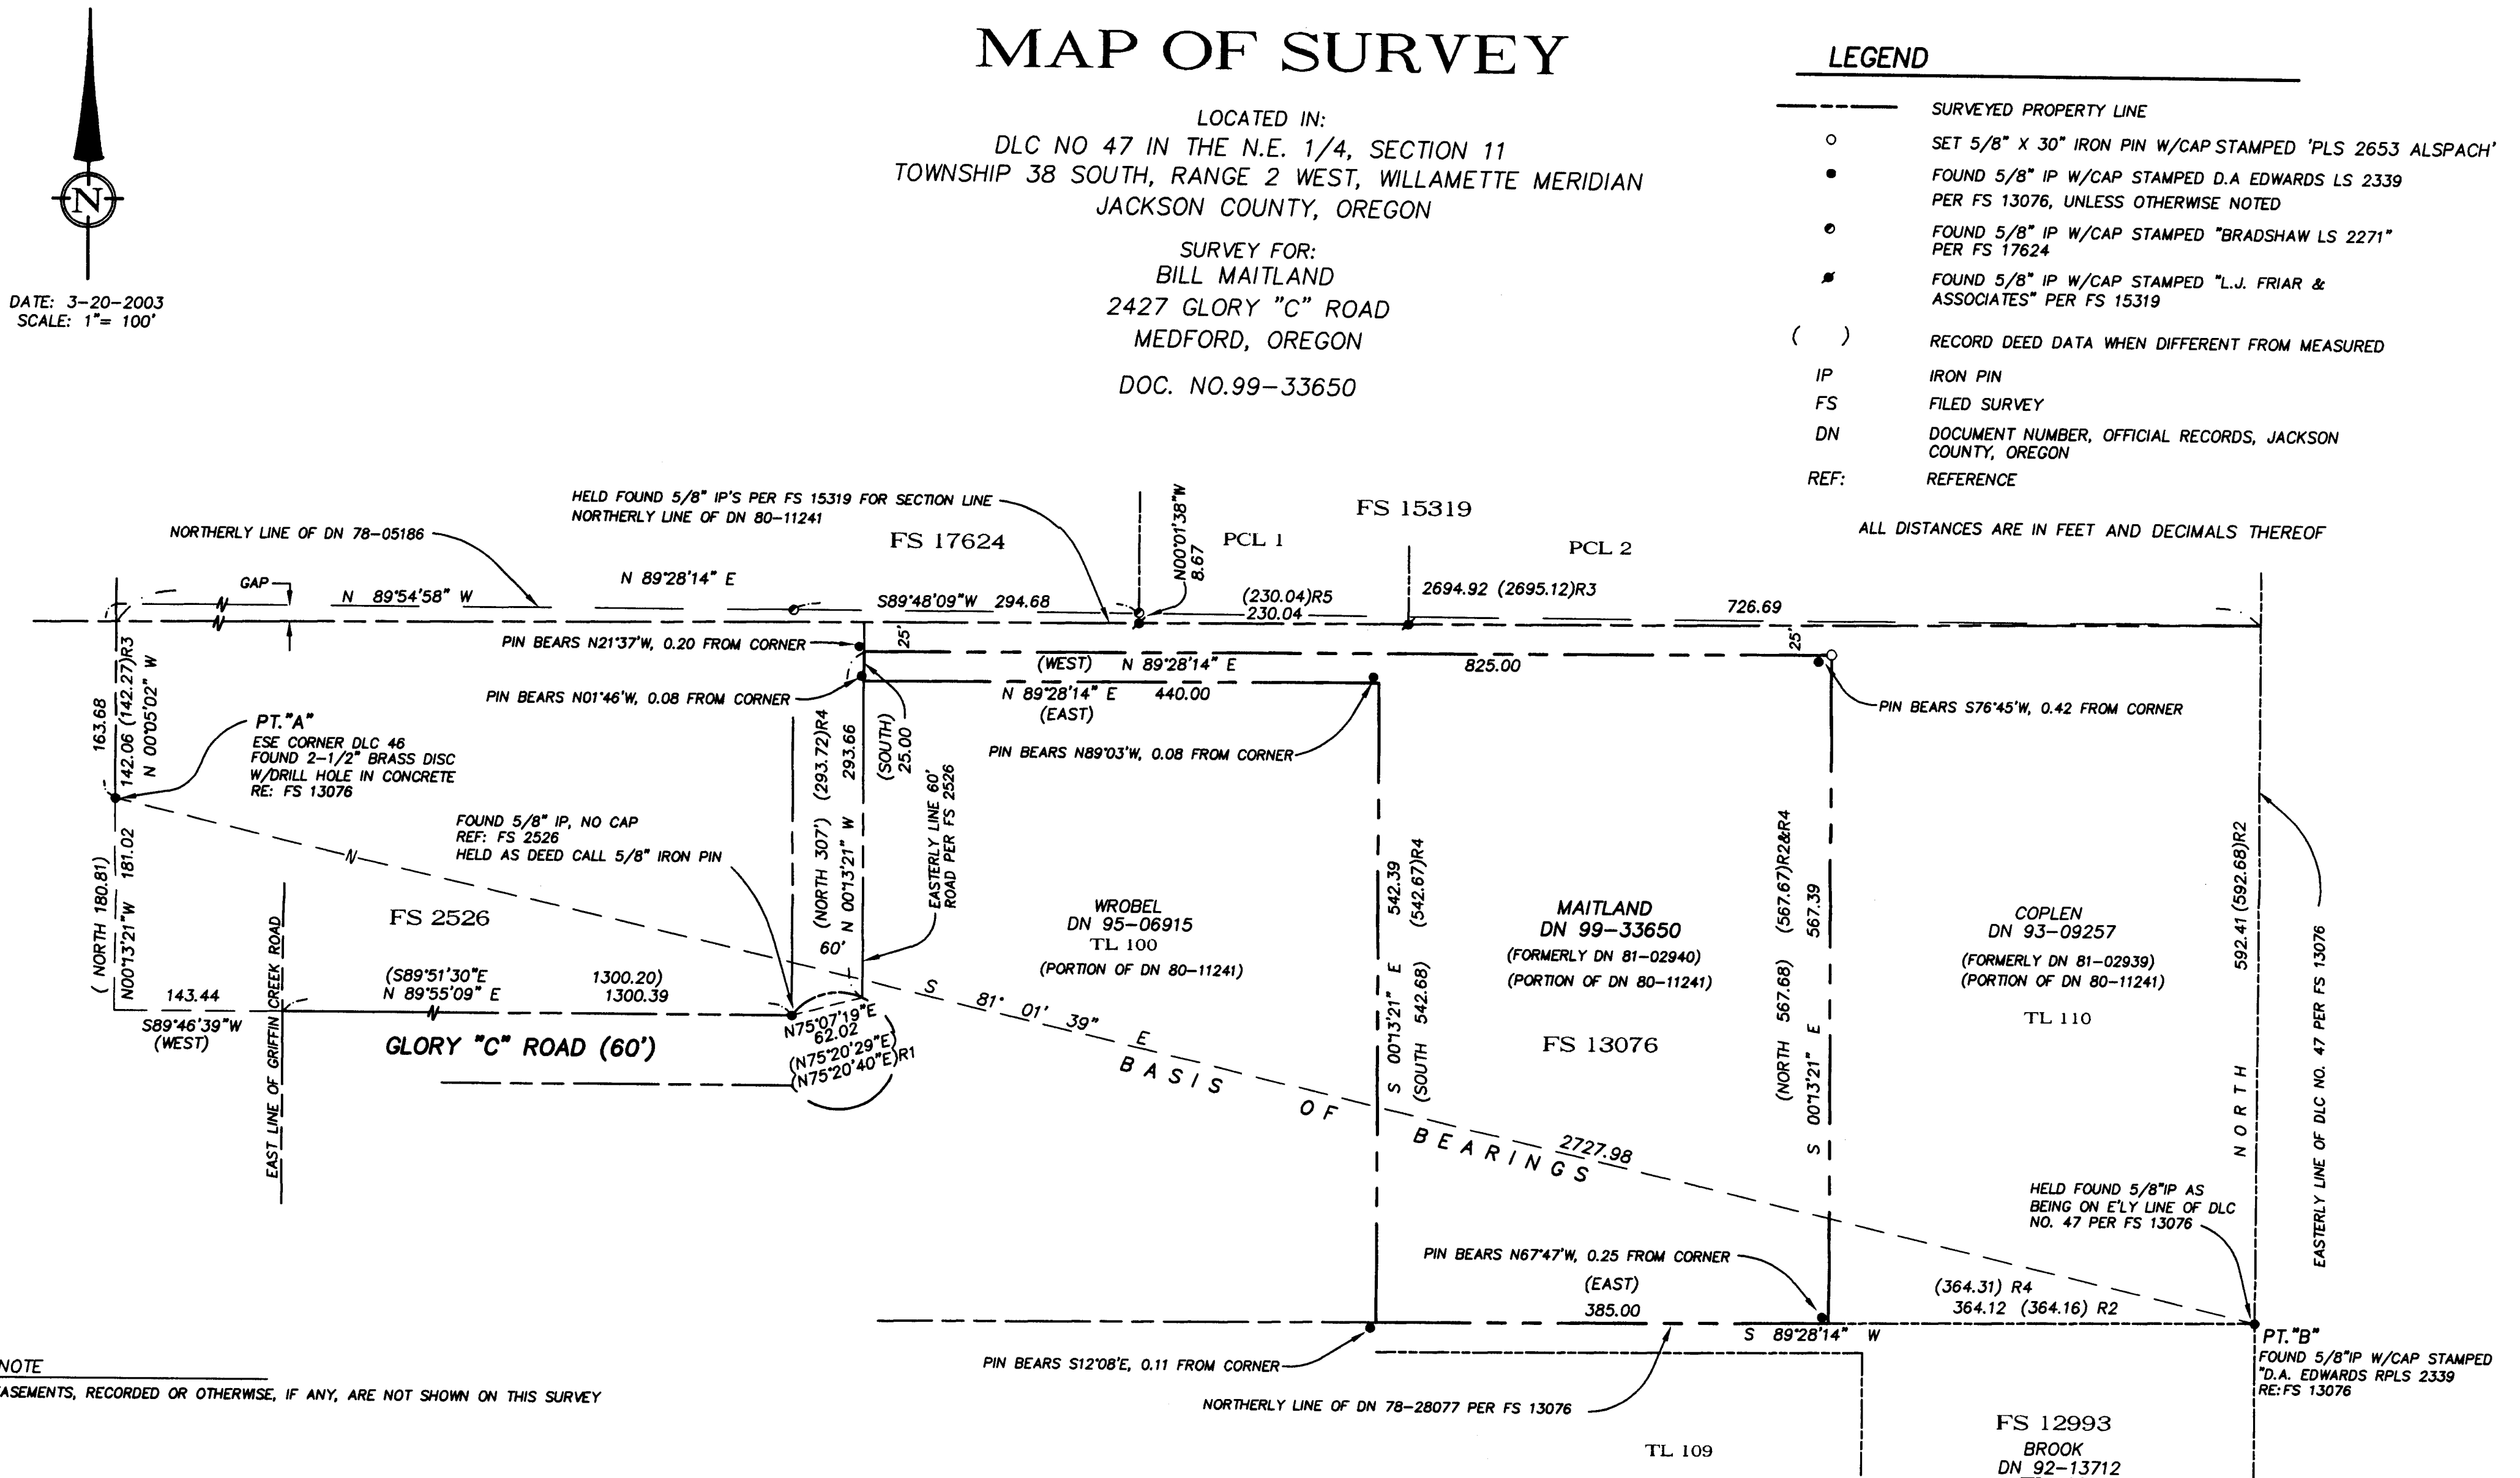 MAP OF SURVEY
LOCATED IN:
DLC NO 47 IN THE N.E. 1/4, SECTION 11
TOWNSHIP 38 SOUTH, RANGE 2 WEST, WILLAMETTE MERIDIAN
JACKSON COUNTY, OREGON
SURVEY FOR:
BILL MAITLAND
2427 GLORY "C" ROAD
MEDFORD, OREGON
DOC. NO.99-33650
N
DATE: 3-20-2003
SCALE: 1"= 100'
LEGEND
SURVEYED PROPERTY LINE
SET 5/8" X 30" IRON PIN W/CAP STAMPED 'PLS 2653 ALSPACH'
FOUND 5/8" IP W/CAP STAMPED D.A EDWARDS LS 2339
PER FS 13076, UNLESS OTHERWISE NOTED
FOUND 5/8" IP W/CAP STAMPED "BRADSHAW LS 2271"
PER FS 17624
FOUND 5/8" IP W/CAP STAMPED "L.J. FRIAR &
ASSOCIATES" PER FS 15319
( ) RECORD DEED DATA WHEN DIFFERENT FROM MEASURED
IP IRON PIN
FS FILED SURVEY
DN DOCUMENT NUMBER, OFFICIAL RECORDS, JACKSON
COUNTY, OREGON
REF: REFERENCE
ALL DISTANCES ARE IN FEET AND DECIMALS THEREOF
HELD FOUND 5/8" IP'S PER FS 15319 FOR SECTION LINE
NORTHERLY LINE OF DN 80-11241
NORTHERLY LINE OF DN 78-05186
FS 17624
FS 15319
PCL 1
PCL 2
N00°01'38"W
8.67
GAP
N 89°54'58" W
N 89°28'14" E
S89°48'09"W 294.68
(230.04)R5
230.04
2694.92 (2695.12)R3
726.69
N
N
PIN BEARS N21°37'W, 0.20 FROM CORNER
25'
25'
(WEST) N 89°28'14" E
825.00
PIN BEARS N01°46'W, 0.08 FROM CORNER
N 89°28'14" E 440.00
(EAST)
PIN BEARS S76°45'W, 0.42 FROM CORNER
PIN BEARS N89°03'W, 0.08 FROM CORNER
163.68
142.06 (142.27)R3
N 00°05'02" W
PT."A"
ESE CORNER DLC 46
FOUND 2-1/2" BRASS DISC
W/DRILL HOLE IN CONCRETE
RE: FS 13076
(NORTH 307') (293.72)R4
N 00°13'21" W 293.66
(SOUTH)
25.00
EASTERLY LINE 60'
ROAD PER FS 2526
60'
FOUND 5/8" IP, NO CAP
REF: FS 2526
HELD AS DEED CALL 5/8" IRON PIN
N
( NORTH 180.81)
N00°13'21"W 181.02
FS 2526
EAST LINE OF GRIFFIN CREEK ROAD
143.44
S89°46'39"W
(WEST)
(S89°51'30"E 1300.20)
N 89°55'09" E 1300.39
N
GLORY "C" ROAD (60')
N75°07'19"E
62.02
(N75°20'29"E)
(N75°20'40"E)R1
WROBEL
DN 95-06915
TL 100
(PORTION OF DN 80-11241)
S 00°13'21" E 542.39
(SOUTH 542.68) (542.67)R4
MAITLAND
DN 99-33650
(FORMERLY DN 81-02940)
(PORTION OF DN 80-11241)
FS 13076
(NORTH 567.68) (567.67)R2&R4
S 00°13'21" E 567.39
COPLEN
DN 93-09257
(FORMERLY DN 81-02939)
(PORTION OF DN 80-11241)
TL 110
NORTH 592.41 (592.68)R2
EASTERLY LINE OF DLC NO. 47 PER FS 13076
S 81° 01' 39" E
BASIS OF BEARINGS
2727.98
HELD FOUND 5/8"IP AS
BEING ON E'LY LINE OF DLC
NO. 47 PER FS 13076
PIN BEARS N67°47'W, 0.25 FROM CORNER
(EAST)
385.00
(364.31) R4
364.12 (364.16) R2
S 89°28'14" W
PT."B"
FOUND 5/8"IP W/CAP STAMPED
"D.A. EDWARDS RPLS 2339
RE:FS 13076
PIN BEARS S12°08'E, 0.11 FROM CORNER
NORTHERLY LINE OF DN 78-28077 PER FS 13076
NOTE
ASEMENTS, RECORDED OR OTHERWISE, IF ANY, ARE NOT SHOWN ON THIS SURVEY
TL 109
FS 12993
BROOK
DN 92-13712